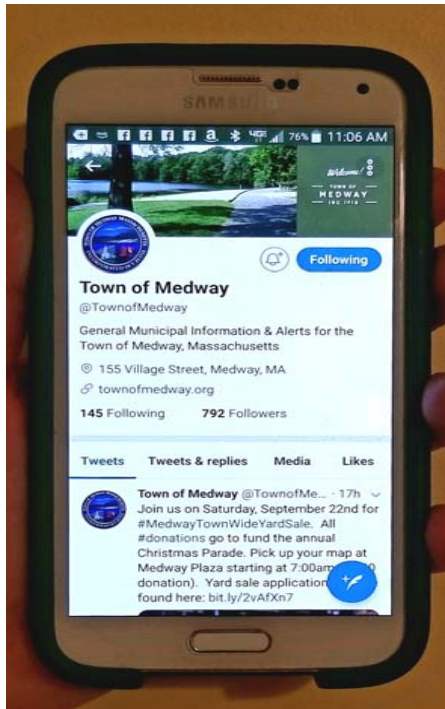 SAMSUNG
4G 76% 11:06 AM
Welcome!
TOWN OF
MEDWAY
INC 1713
Following
Town of Medway
@TownofMedway
General Municipal Information & Alerts for the
Town of Medway, Massachusetts
155 Village Street, Medway, MA
townofmedway.org
145 Following 792 Followers
Tweets Tweets & replies Media Likes
Town of Medway @TownofMe... · 17h
Join us on Saturday, September 22nd for
#MedwayTownWideYardSale. All
#donations go to fund the annual
Christmas Parade. Pick up your map at
Medway Plaza starting at 7:00am
donation). Yard sale application
found here: bit.ly/2vAfXn7